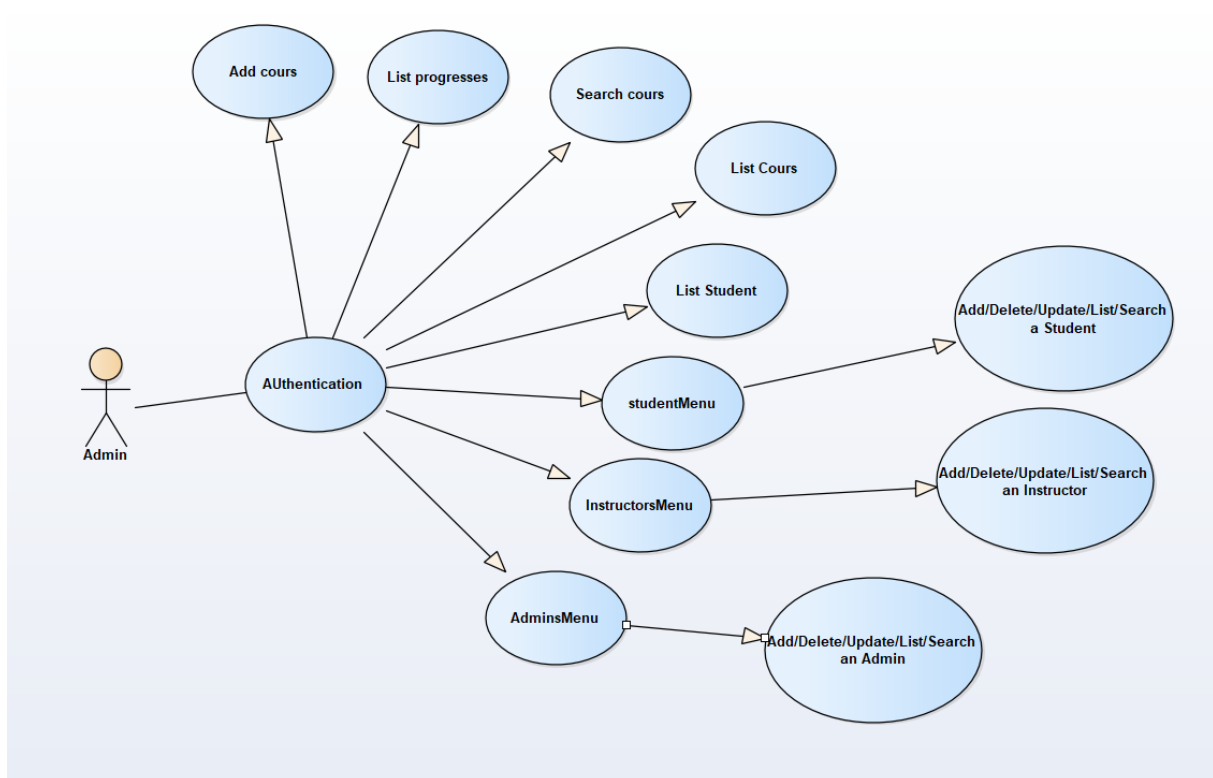 Add cours
List progresses
Search cours
List Cours
List Student
Add/Delete/Update/List/Search
a Student
AUthentication
studentMenu
Admin
Add/Delete/Update/List/Search
an Instructor
InstructorsMenu
AdminsMenu
Add/Delete/Update/List/Search
an Admin